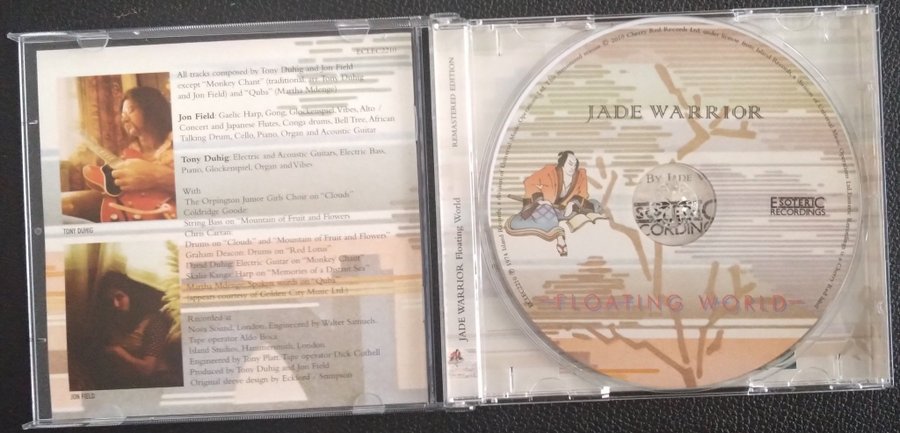 ECLEC2210
All tracks composed by Tony Duhig and Jon Field
except "Monkey Chant" (traditional, arr. Tony Duhig
and Jon Field) and "Quba" (Martha Mdenge)
Jon Field: Gaelic Harp, Gong, Glockenspiel, Vibes, Alto /
Concert and Japanese Flutes, Conga drums, Bell Tree, African
Talking Drum, Cello, Piano, Organ and Acoustic Guitar
Tony Duhig: Electric and Acoustic Guitars, Electric Bass,
Piano, Glockenspiel, Organ and Vibes
With
The Orpington Junior Girls Choir on "Clouds"
Coldridge Goode:
String Bass on "Mountain of Fruit and Flowers
Chris Carran:
Drums on "Clouds" and "Mountain of Fruit and Flowers"
Graham Deacon: Drums on "Red Lotus"
David Duhig: Electric Guitar on "Monkey Chant"
Skaila Kanga: Harp on "Memories of a Distant Sea"
Martha Mdenge: Spoken words on "Quba"
(appears courtesy of Golden City Music Ltd.)
Recorded at
Nova Sound, London. Engineered by Walter Samuels.
Tape operator Aldo Bocca
Island Studios, Hammersmith, London.
Engineered by Tony Platt. Tape operator Dick Cuthell
Produced by Tony Duhig and Jon Field
Original sleeve design by Eckford / Stimpson
TONY DUHIG
JON FIELD
REMASTERED EDITION
JADE WARRIOR Floating World
JADE WARRIOR
BY JADE
ESOTERIC
RECORDINGS
FLOATING WORLD